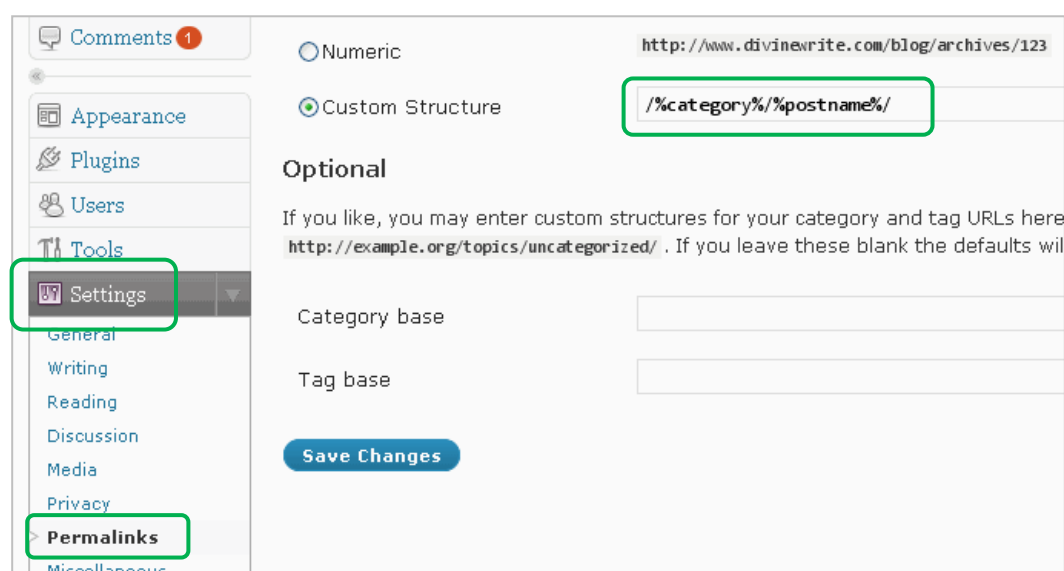 Comments 1
Numeric
http://www.divinewrite.com/blog/archives/123
Custom Structure
/%category%/%postname%/
Appearance
Plugins
Users
Tools
Settings
General
Writing
Reading
Discussion
Media
Privacy
Permalinks
Miscellaneous
Optional
If you like, you may enter custom structures for your category and tag URLs here
http://example.org/topics/uncategorized/ . If you leave these blank the defaults wil
Category base
Tag base
Save Changes